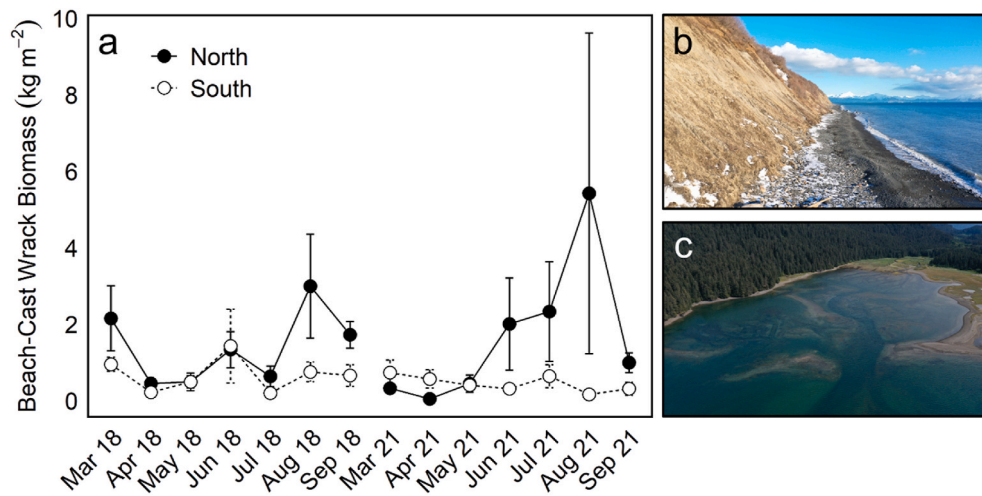 a
North
South
Beach-Cast Wrack Biomass (kg m−2)
10
8
6
4
2
0
Mar 18
Apr 18
May 18
Jun 18
Jul 18
Aug 18
Sep 18
Mar 21
Apr 21
May 21
Jun 21
Jul 21
Aug 21
Sep 21
b
c